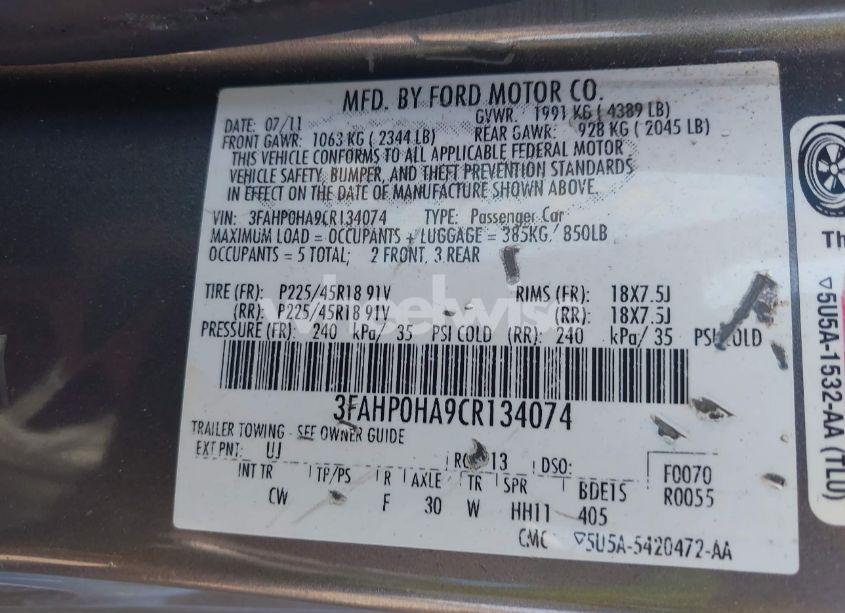 MFD. BY FORD MOTOR CO.
DATE: 07/11 GVWR: 1991 KG ( 4389 LB)
FRONT GAWR: 1063 KG ( 2344 LB) REAR GAWR: 928 KG ( 2045 LB)
THIS VEHICLE CONFORMS TO ALL APPLICABLE FEDERAL MOTOR
VEHICLE SAFETY, BUMPER, AND THEFT PREVENTION STANDARDS
IN EFFECT ON THE DATE OF MANUFACTURE SHOWN ABOVE.
VIN: 3FAHP0HA9CR134074 TYPE: Passenger Car
MAXIMUM LOAD = OCCUPANTS + LUGGAGE = 385KG / 850LB
OCCUPANTS = 5 TOTAL; 2 FRONT, 3 REAR
TIRE (FR): P225/45R18 91V RIMS (FR): 18X7.5J
(RR): P225/45R18 91V (RR): 18X7.5J
PRESSURE (FR): 240 kPa/ 35 PSI COLD (RR): 240 kPa/ 35 PSI COLD
wheelwise
3FAHP0HA9CR134074
TRAILER TOWING - SEE OWNER GUIDE
EXT PNT: UJ 13 DSO: F0070
R0055
INT TR TP/PS R AXLE TR SPR BDE1S
CW F 30 W HH11 405
CMC ▽5U5A-5420472-AA
Th
▽5U5A-1532-AA (TLU)